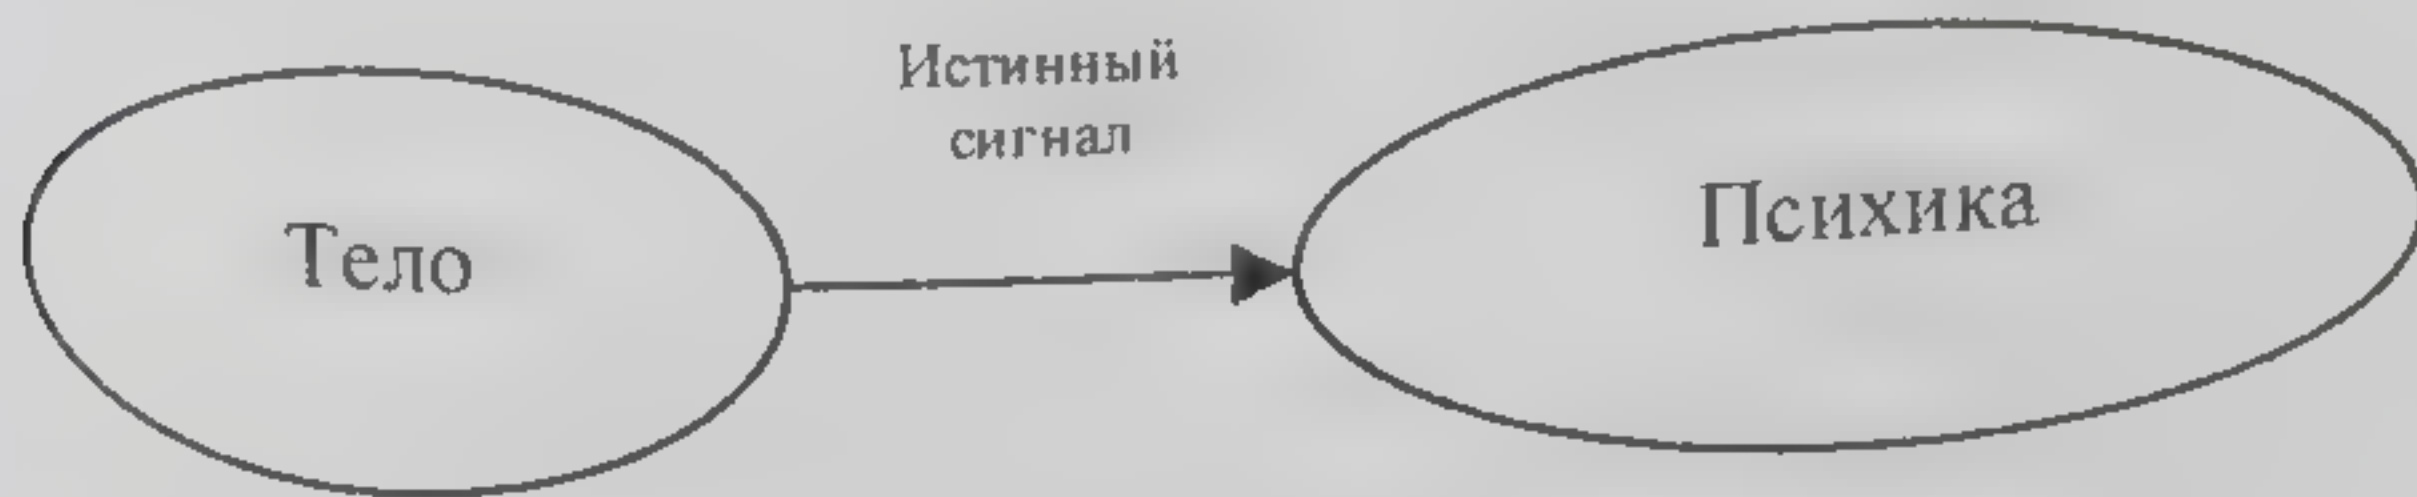 Истинный
сигнал
Тело
Психика